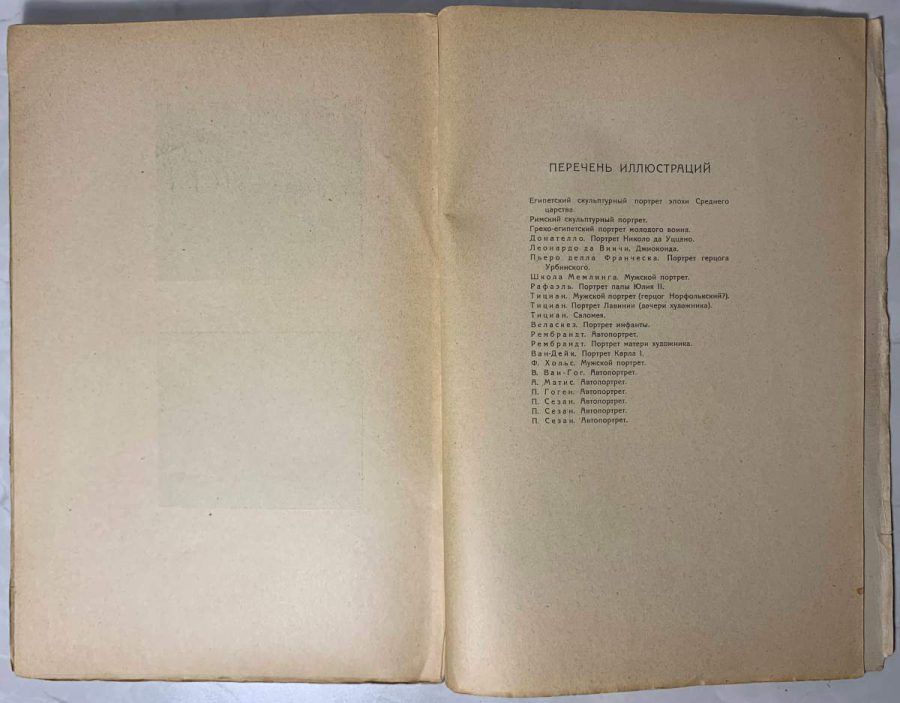 ПЕРЕЧЕНЬ ИЛЛЮСТРАЦИЙ
Египетский скульптурный портрет эпохи Среднего
царства.
Римский скульптурный портрет.
Греко-египетский портрет молодого воина.
Донателло. Портрет Николо да Уццано.
Леонардо да Винчи. Джиоконда.
Пьеро делла Франческа. Портрет герцога
Урбинского.
Школа Мемлинга. Мужской портрет.
Рафаэль. Портрет папы Юлия II.
Тициан. Мужской портрет (герцог Норфолькский?).
Тициан. Портрет Лавинии (дочери художника).
Тициан. Саломея.
Веласкез. Портрет инфанты.
Рембрандт. Автопортрет.
Рембрандт. Портрет матери художника.
Ван-Дейк. Портрет Карла I.
Ф. Хольс. Мужской портрет.
В. Ван-Гог. Автопортрет.
А. Матис. Автопортрет.
П. Гоген. Автопортрет.
П. Сезан. Автопортрет.
П. Сезан. Автопортрет.
П. Сезан. Автопортрет.